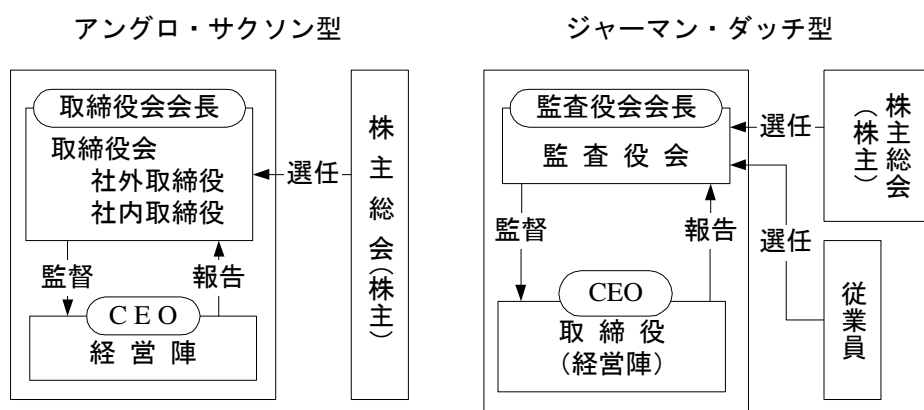 アングロ・サクソン型
取締役会会長
取締役会
社外取締役
社内取締役
選任
株主総会(株主)
監督
報告
CEO
経営陣
ジャーマン・ダッチ型
監査役会会長
監査役会
選任
株主総会
(株主)
監督
報告
選任
従業員
CEO
取締役
(経営陣)